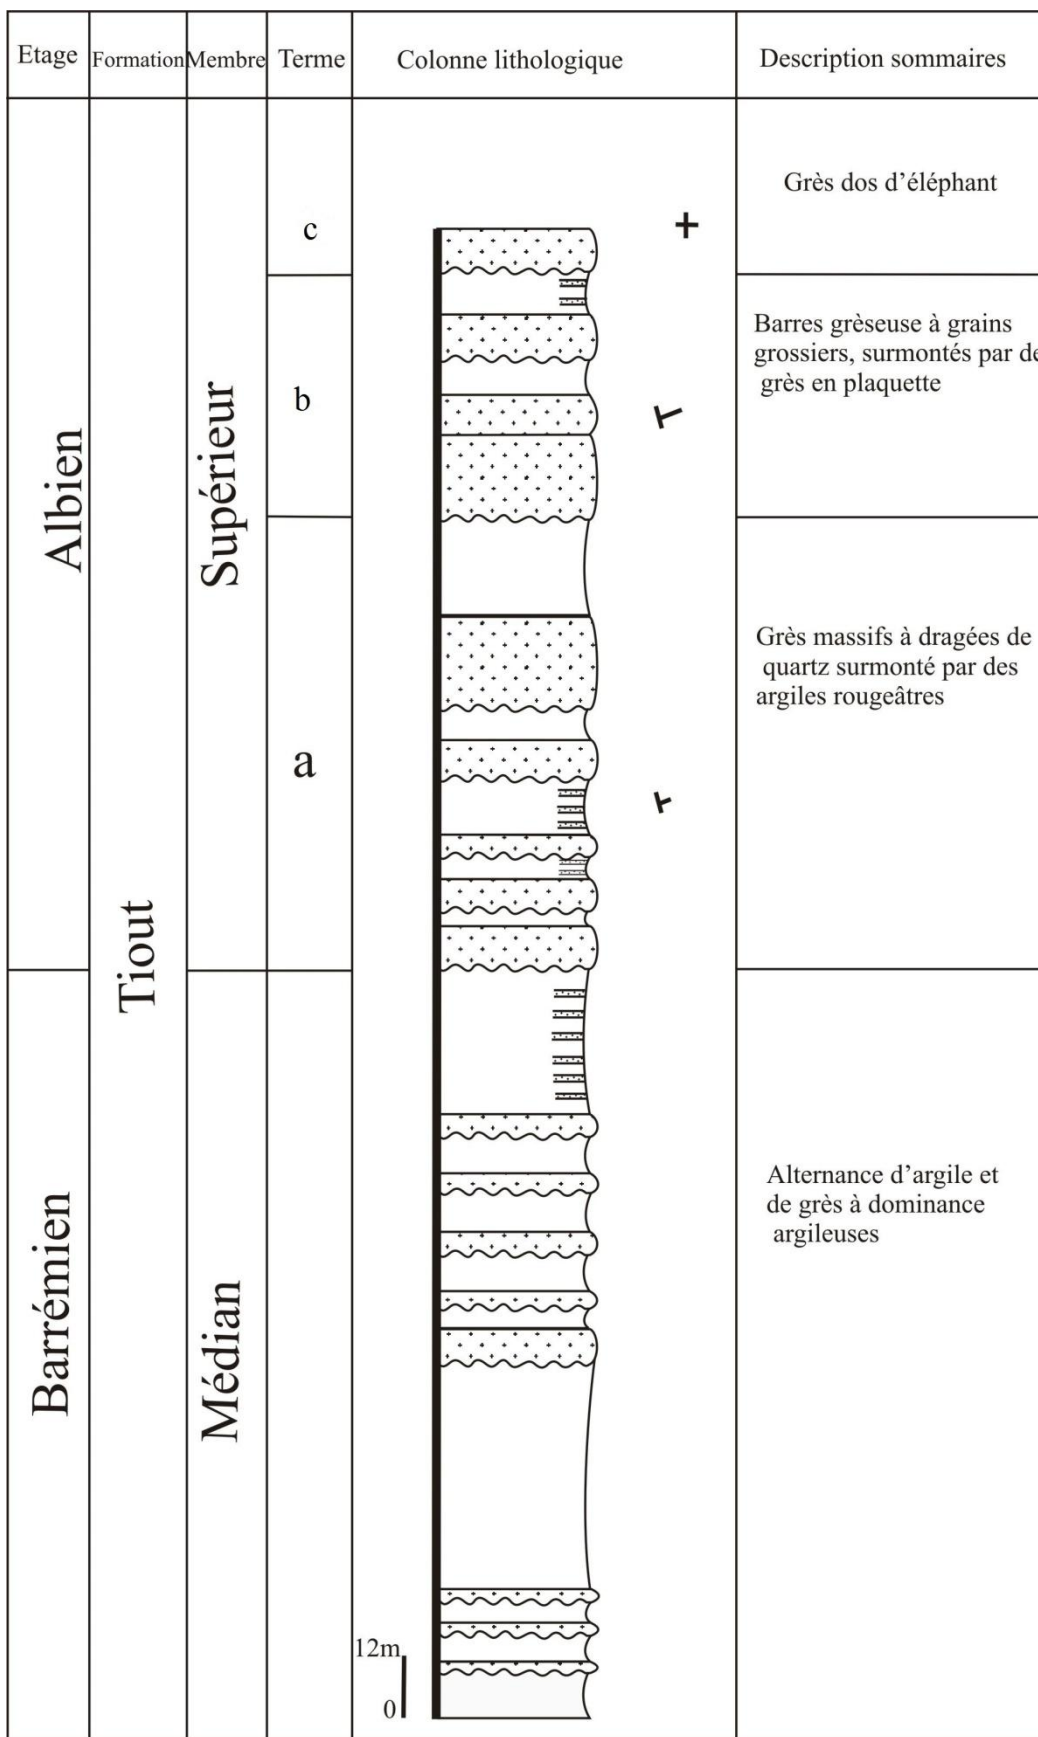 Etage
Formation
Membre
Terme
Colonne lithologique
Description sommaires
Albien
Barrémien
Tiout
Supérieur
Médian
c
b
a
Grès dos d'éléphant
Barres grèseuse à grains
grossiers, surmontés par de
grès en plaquette
Grès massifs à dragées de
quartz surmonté par des
argiles rougeâtres
Alternance d'argile et
de grès à dominance
argileuses
12m
0